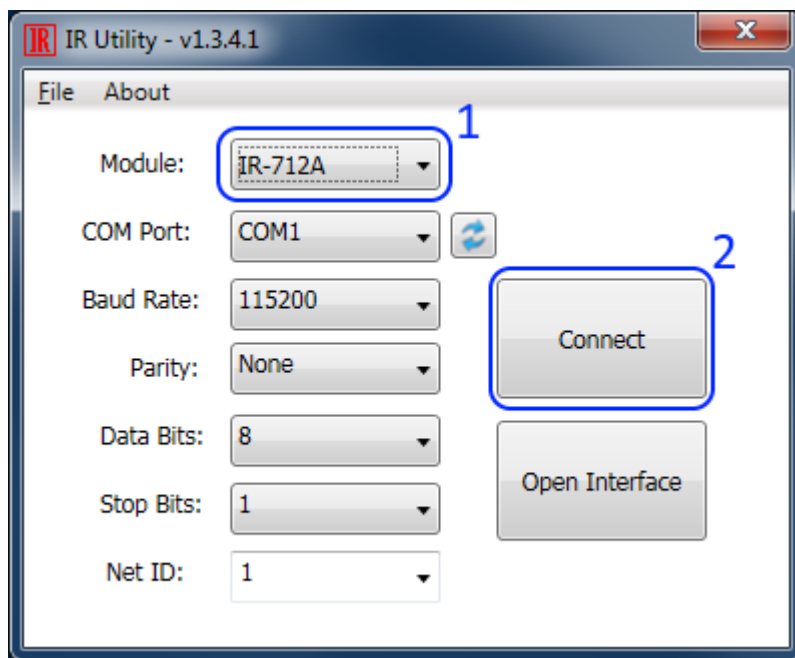 IR IR Utility - v1.3.4.1 x
File About
1
Module: IR-712A
COM Port: COM1
2
Baud Rate: 115200
Connect
Parity: None
Data Bits: 8
Open Interface
Stop Bits: 1
Net ID: 1